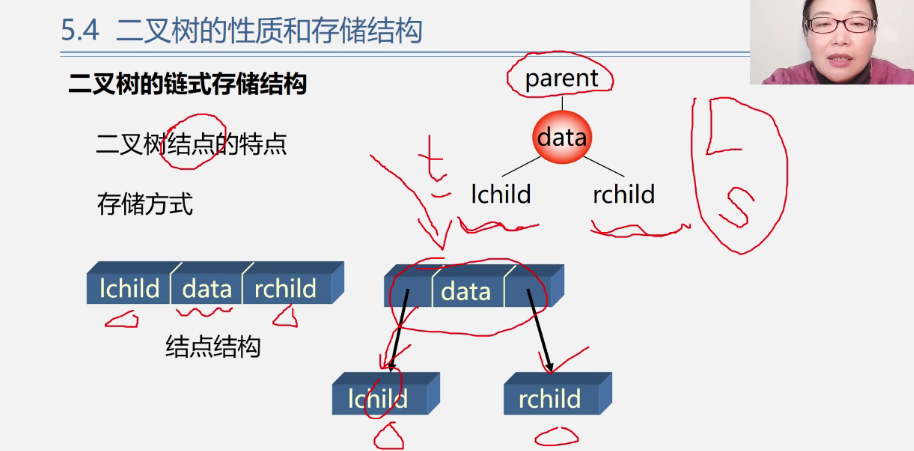 5.4 二叉树的性质和存储结构
二叉树的链式存储结构
parent
二叉树结点的特点
data
L
t
存储方式
lchild
rchild
S
lchild data rchild
data
结点结构
lchild
rchild